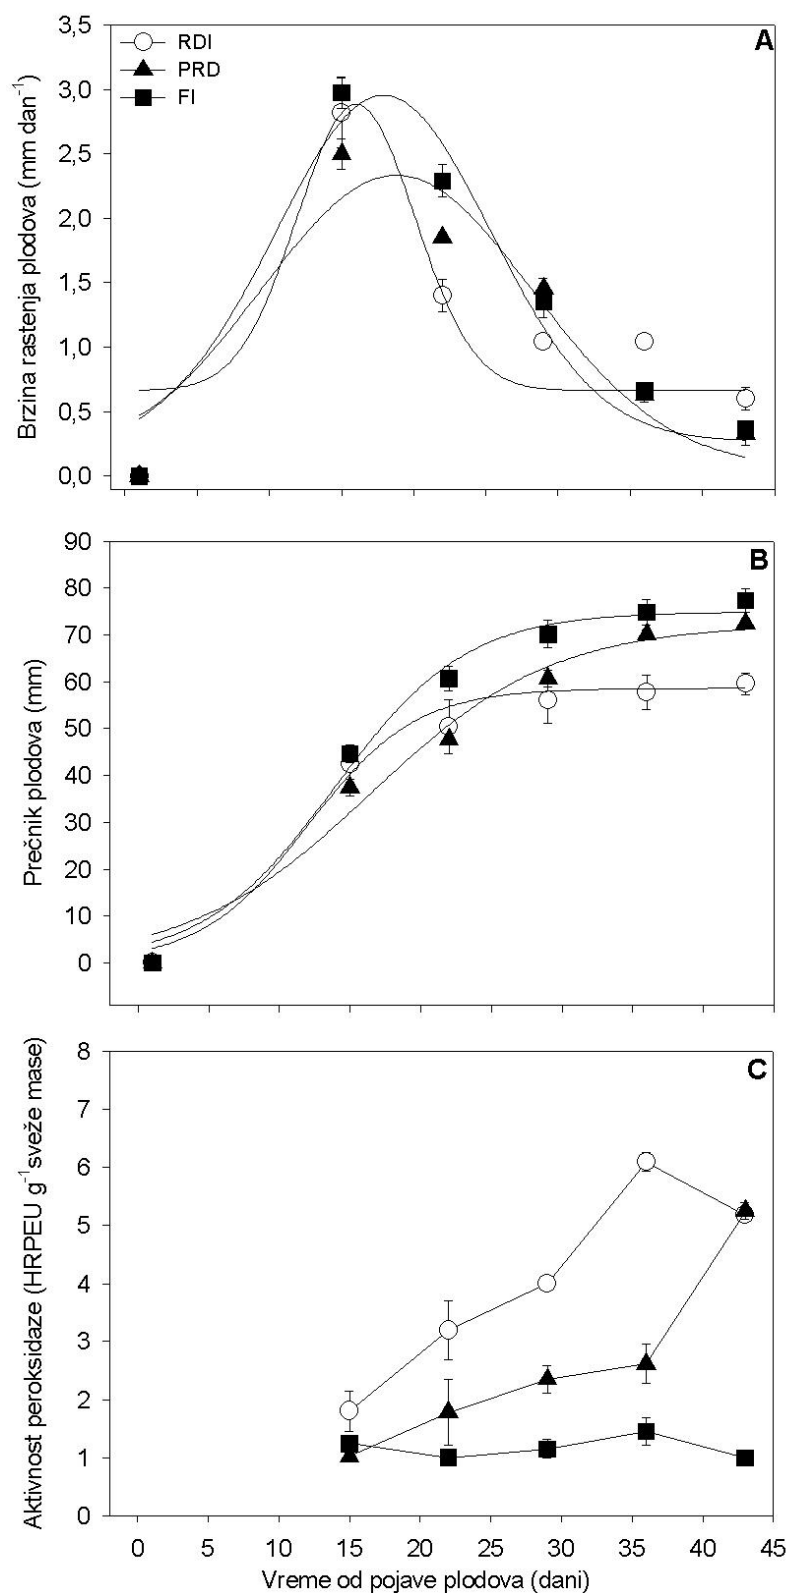 A
RDI
PRD
FI
Brzina rastenja plodova (mm dan⁻¹)
3,5
3,0
2,5
2,0
1,5
1,0
0,5
0,0
B
Prečnik plodova (mm)
90
80
70
60
50
40
30
20
10
0
C
Aktivnost peroksidaze (HRPEU g⁻¹ sveže mase)
8
7
6
5
4
3
2
1
0
0 5 10 15 20 25 30 35 40 45
Vreme od pojave plodova (dani)